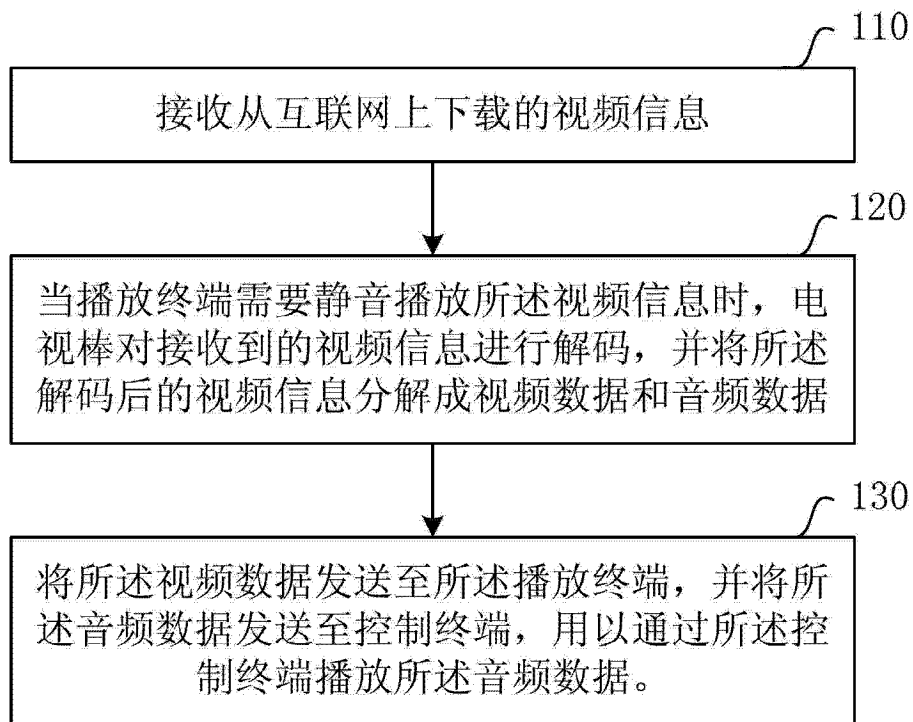 110
接收从互联网上下载的视频信息
120
当播放终端需要静音播放所述视频信息时，电
视棒对接收到的视频信息进行解码，并将所述
解码后的视频信息分解成视频数据和音频数据
130
将所述视频数据发送至所述播放终端，并将所
述音频数据发送至控制终端，用以通过所述控
制终端播放所述音频数据。